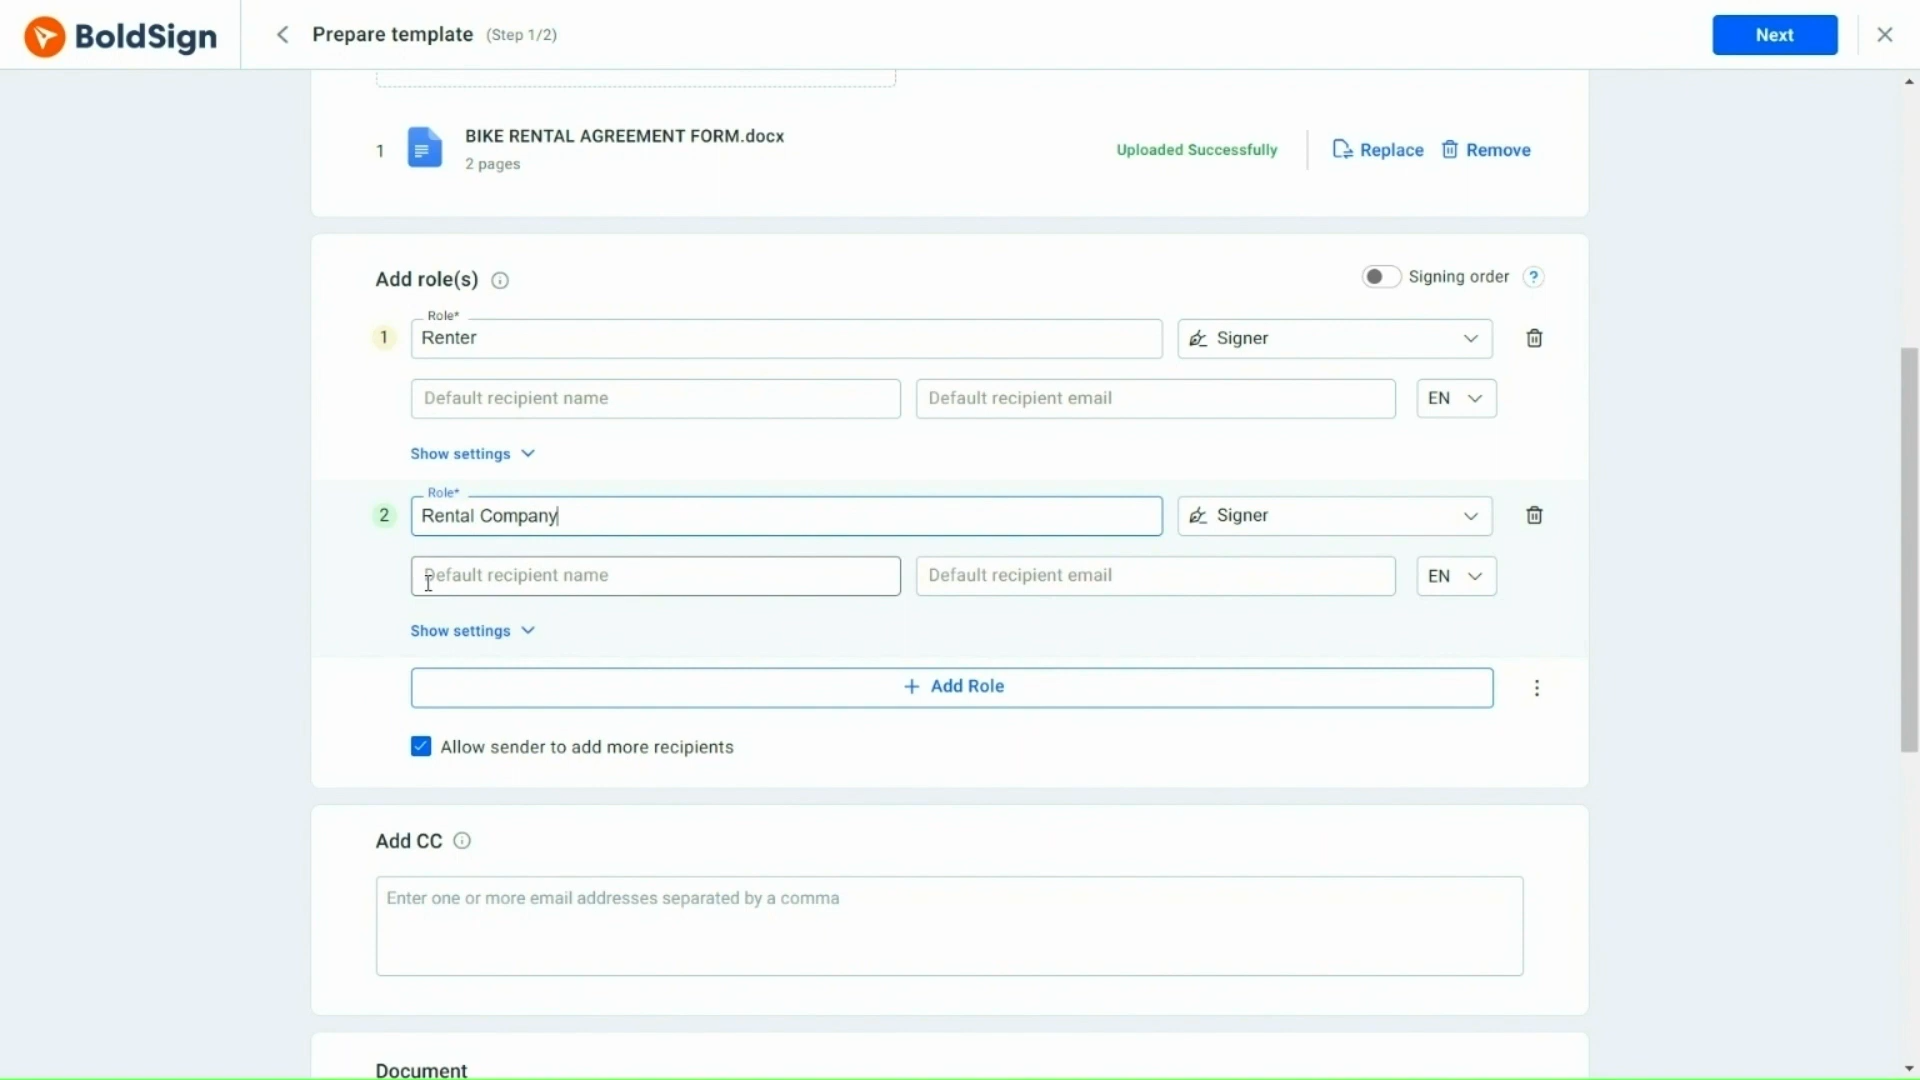 BoldSign
Prepare template (Step 1/2)
Next
1
BIKE RENTAL AGREEMENT FORM.docx
2 pages
Uploaded Successfully
Replace
Remove
Add role(s)
Signing order ?
Role*
1
Renter
Signer
Default recipient name
Default recipient email
EN
Show settings
Role*
2
Rental Company
Signer
Default recipient name
Default recipient email
EN
Show settings
+ Add Role
Allow sender to add more recipients
Add CC
Enter one or more email addresses separated by a comma
Document